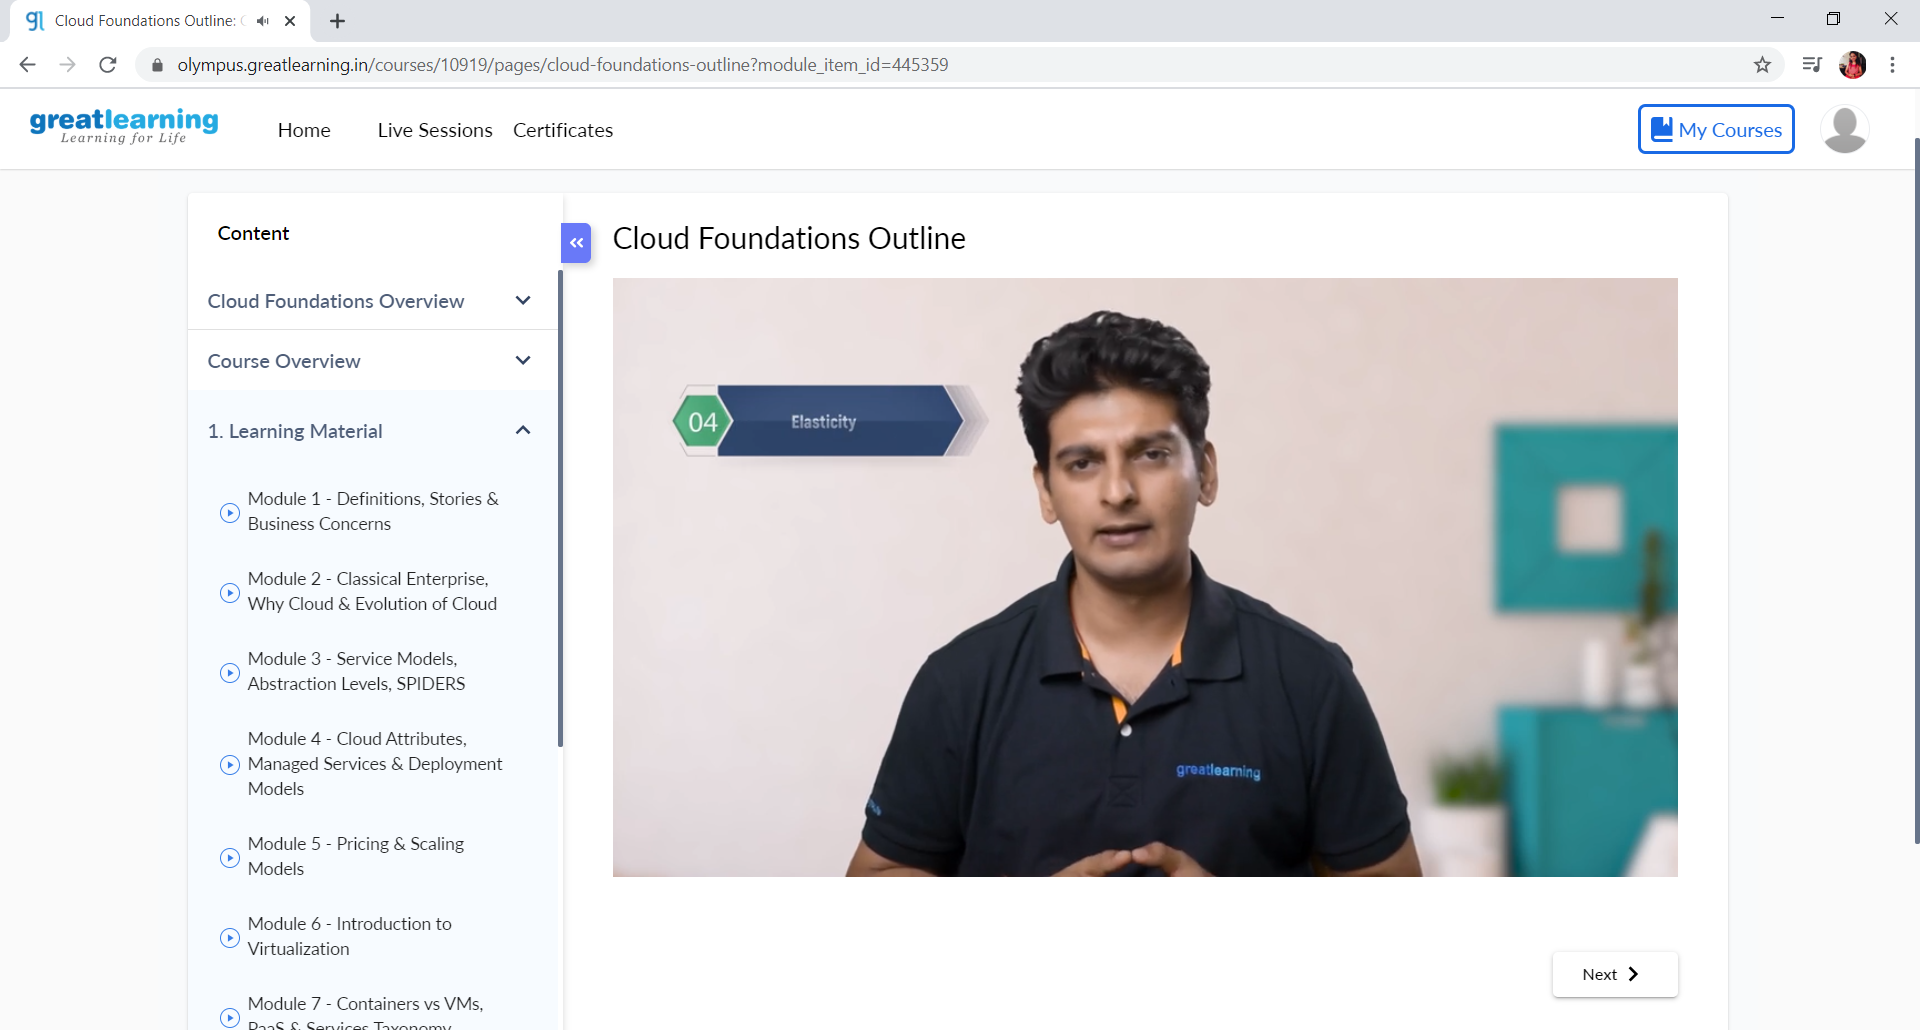 Cloud Foundations Outline:
olympus.greatlearning.in/courses/10919/pages/cloud-foundations-outline?module_item_id=445359
greatlearning
Learning for Life
Home
Live Sessions
Certificates
My Courses
Content
Cloud Foundations Overview
Course Overview
1. Learning Material
Module 1 - Definitions, Stories &
Business Concerns
Module 2 - Classical Enterprise,
Why Cloud & Evolution of Cloud
Module 3 - Service Models,
Abstraction Levels, SPIDERS
Module 4 - Cloud Attributes,
Managed Services & Deployment
Models
Module 5 - Pricing & Scaling
Models
Module 6 - Introduction to
Virtualization
Module 7 - Containers vs VMs,
PaaS & Services Taxonomy
Cloud Foundations Outline
04
Elasticity
greatlearning
Next